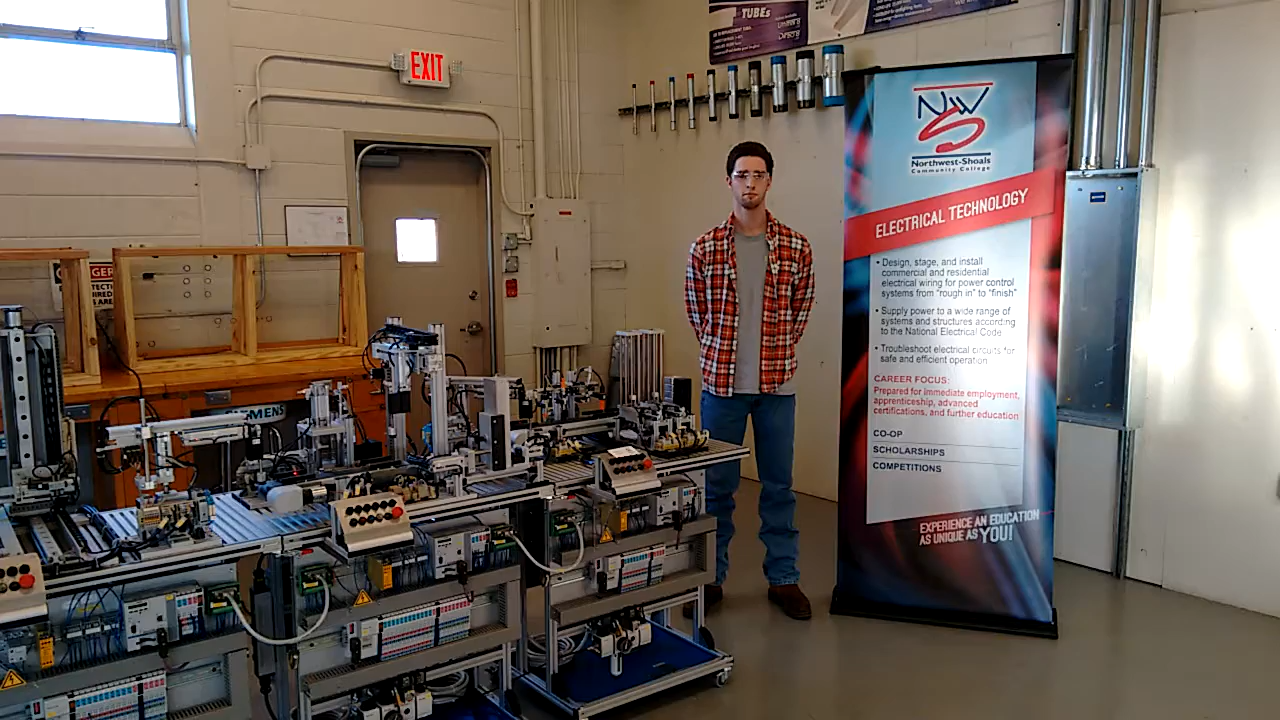 TUBEs
EXIT
NWS
Northwest-Shoals
Community College
ELECTRICAL TECHNOLOGY
• Design, stage, and install
commercial and residential
electrical wiring for power control
systems from "rough in" to "finish"
• Supply power to a wide range of
systems and structures according
to the National Electrical Code
• Troubleshoot electrical circuits for
safe and efficient operation
CAREER FOCUS:
Prepared for immediate employment,
apprenticeship, advanced
certifications, and further education
CO-OP
SCHOLARSHIPS
COMPETITIONS
EXPERIENCE AN EDUCATION
AS UNIQUE AS YOU!
SIEMENS